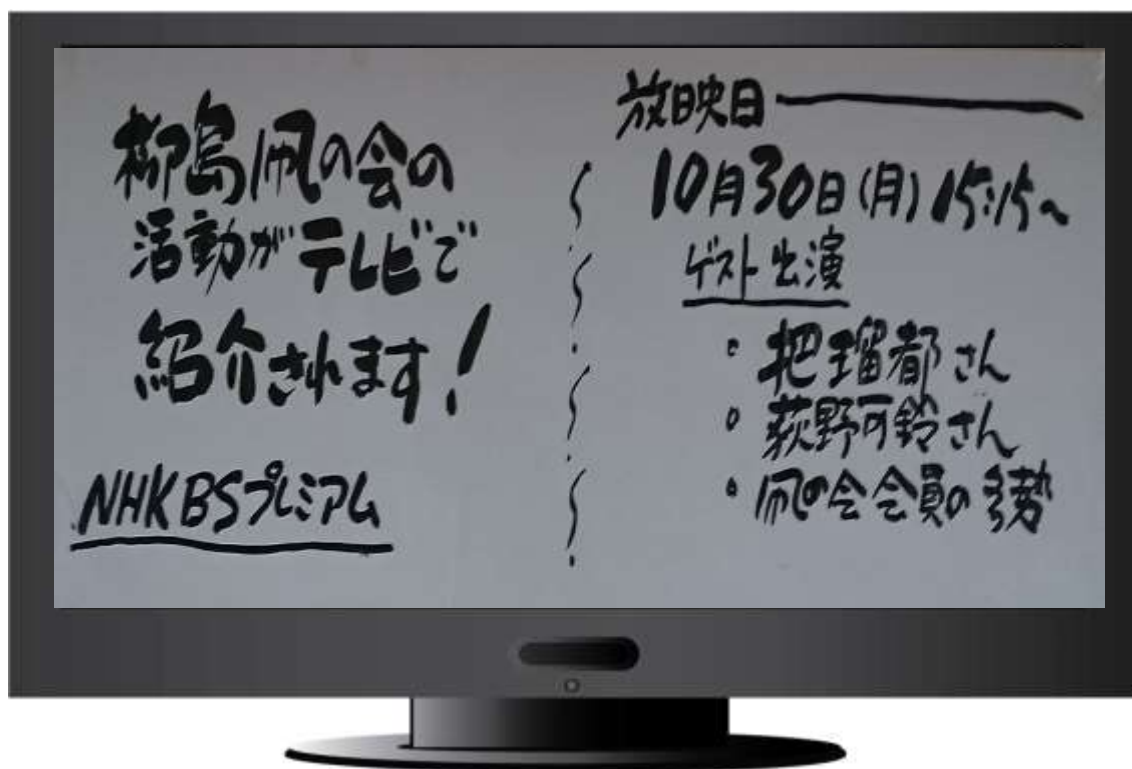 柳島凧の会の
活動がテレビで
紹介されます!
NHK BSプレミアム
放映日
10月30日(月) 15:15~
ゲスト出演
・把瑠都さん
・荻野可鈴さん
・凧の会会員の多勢